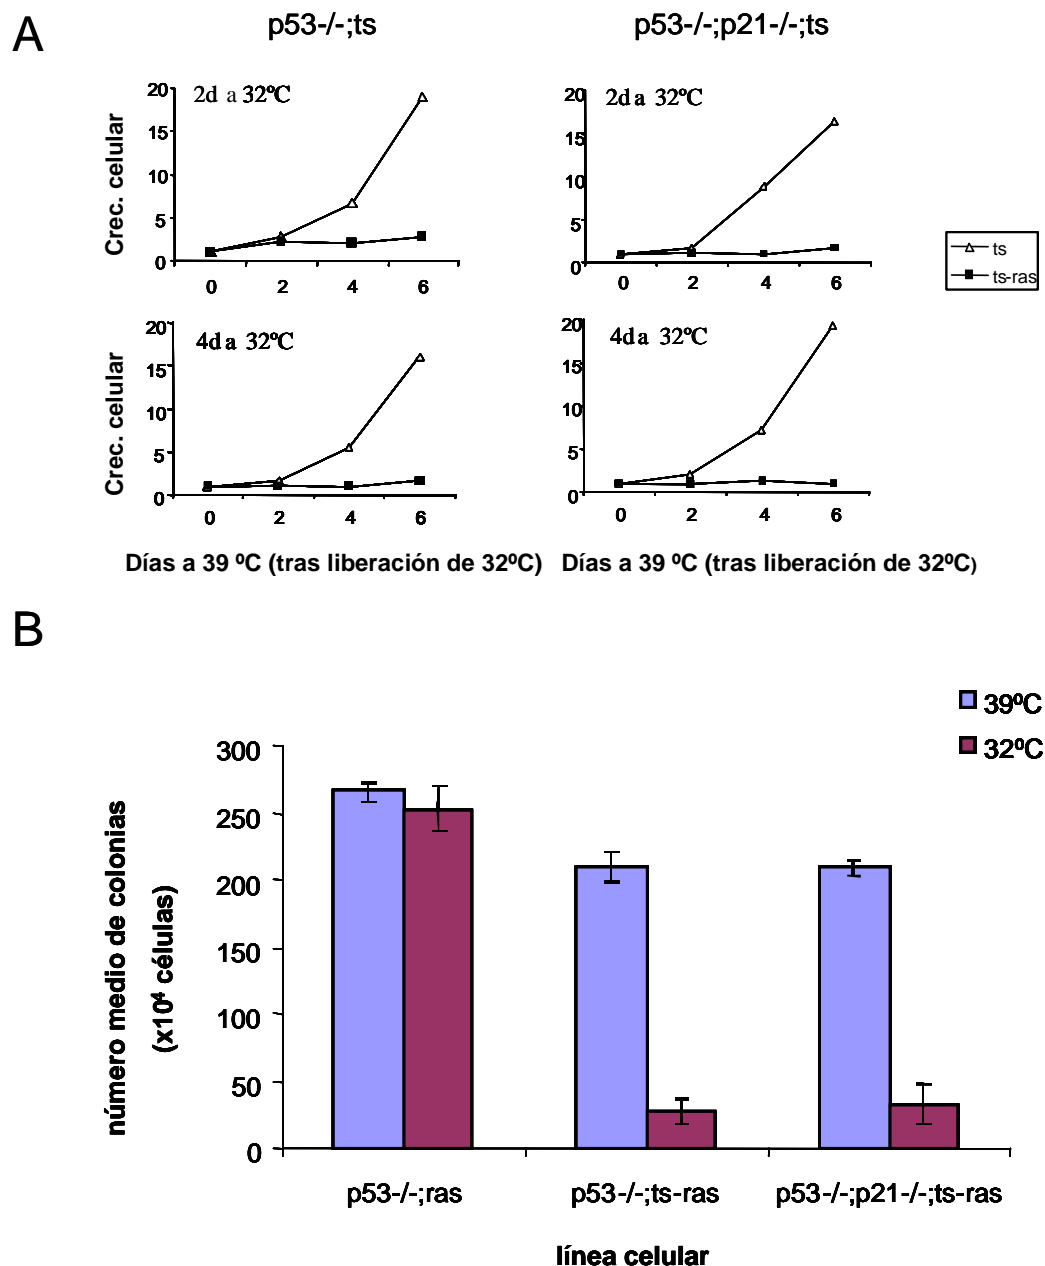 A
p53-/-;ts
p53-/-;p21-/-;ts
Crec. celular
20
15
10
5
0
2d a 32ºC
0 2 4 6
20
15
10
5
0
2d a 32ºC
0 2 4 6
ts
ts-ras
Crec. celular
20
15
10
5
0
4d a 32ºC
0 2 4 6
20
15
10
5
0
4d a 32ºC
0 2 4 6
Días a 39 ºC (tras liberación de 32ºC)
Días a 39 ºC (tras liberación de 32ºC)
B
39ºC
32ºC
número medio de colonias
(x10⁴ células)
300
250
200
150
100
50
0
p53-/-;ras
p53-/-;ts-ras
p53-/-;p21-/-;ts-ras
línea celular